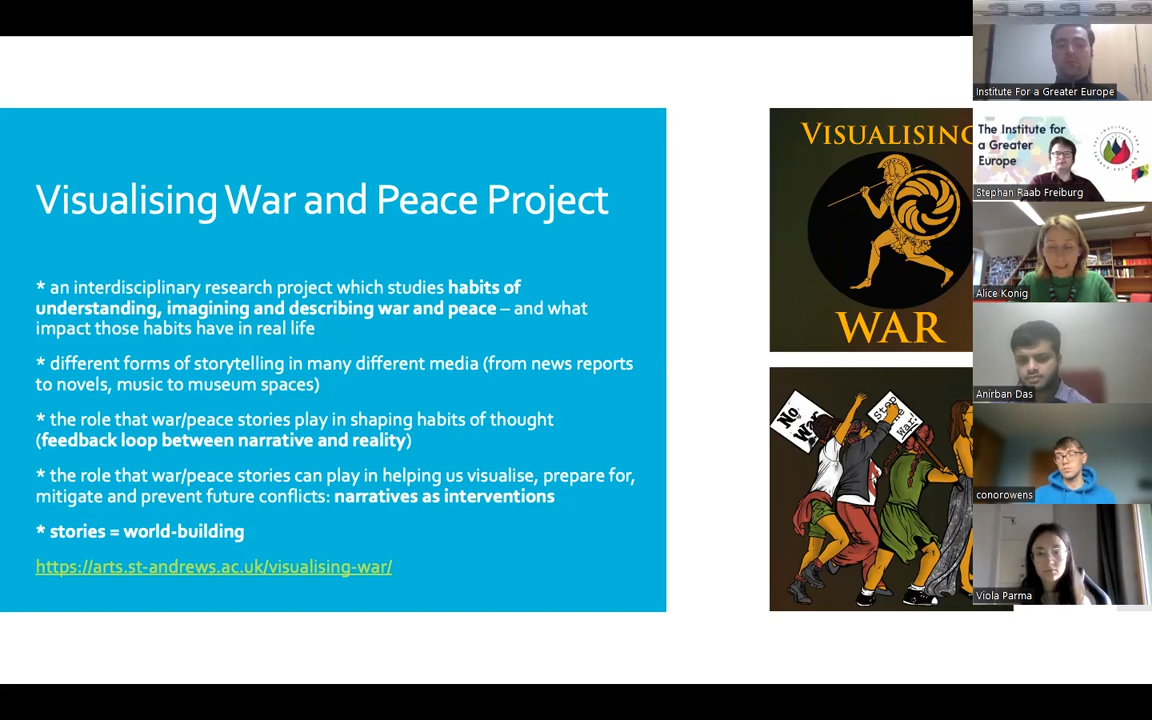 Visualising War and Peace Project
* an interdisciplinary research project which studies habits of
understanding, imagining and describing war and peace – and what
impact those habits have in real life
* different forms of storytelling in many different media (from news reports
to novels, music to museum spaces)
* the role that war/peace stories play in shaping habits of thought
(feedback loop between narrative and reality)
* the role that war/peace stories can play in helping us visualise, prepare for,
mitigate and prevent future conflicts: narratives as interventions
* stories = world-building
https://arts.st-andrews.ac.uk/visualising-war/
VISUALISING
WAR
No
War
Stop
War!
Institute For a Greater Europe
The Institute for
a Greater
Europe
Stephan Raab Freiburg
Alice Konig
Anirban Das
conorowens
Viola Parma